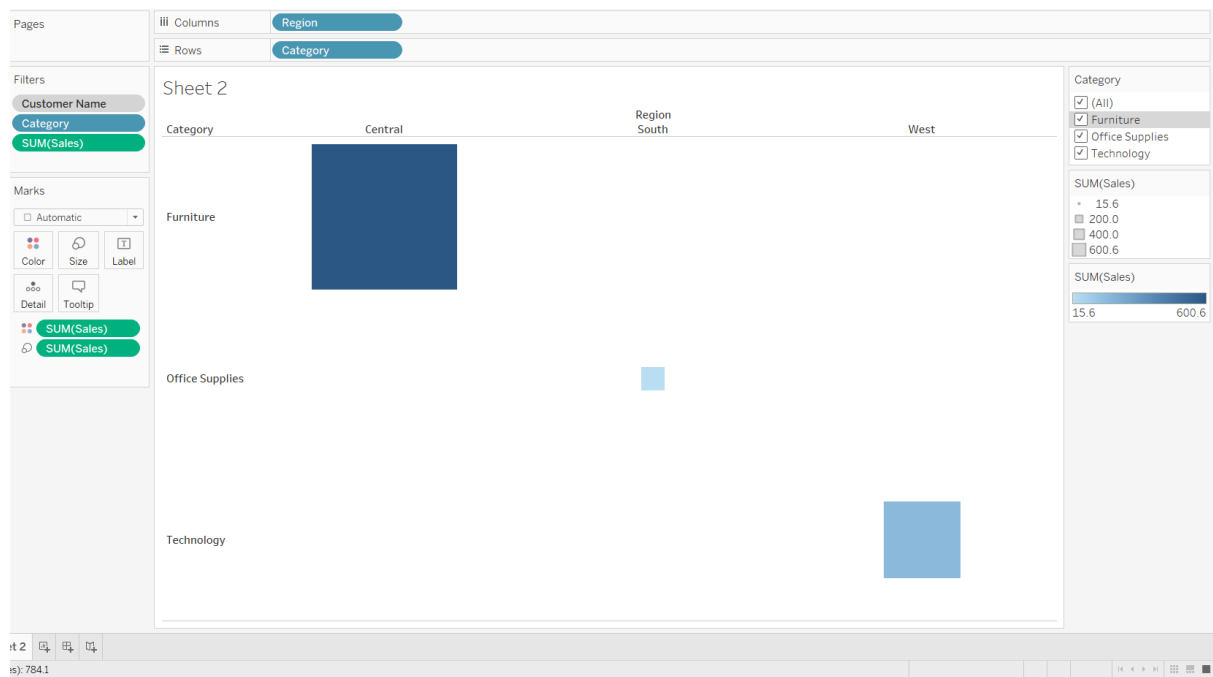 Pages
Columns
Region
Rows
Category
Filters
Customer Name
Category
SUM(Sales)
Marks
Automatic
Color
Size
T
Label
Detail
Tooltip
SUM(Sales)
SUM(Sales)
Sheet 2
Region
Category
Central
South
West
Furniture
Office Supplies
Technology
Category
(All)
Furniture
Office Supplies
Technology
SUM(Sales)
15.6
200.0
400.0
600.6
SUM(Sales)
15.6 600.6
et 2
es): 784.1